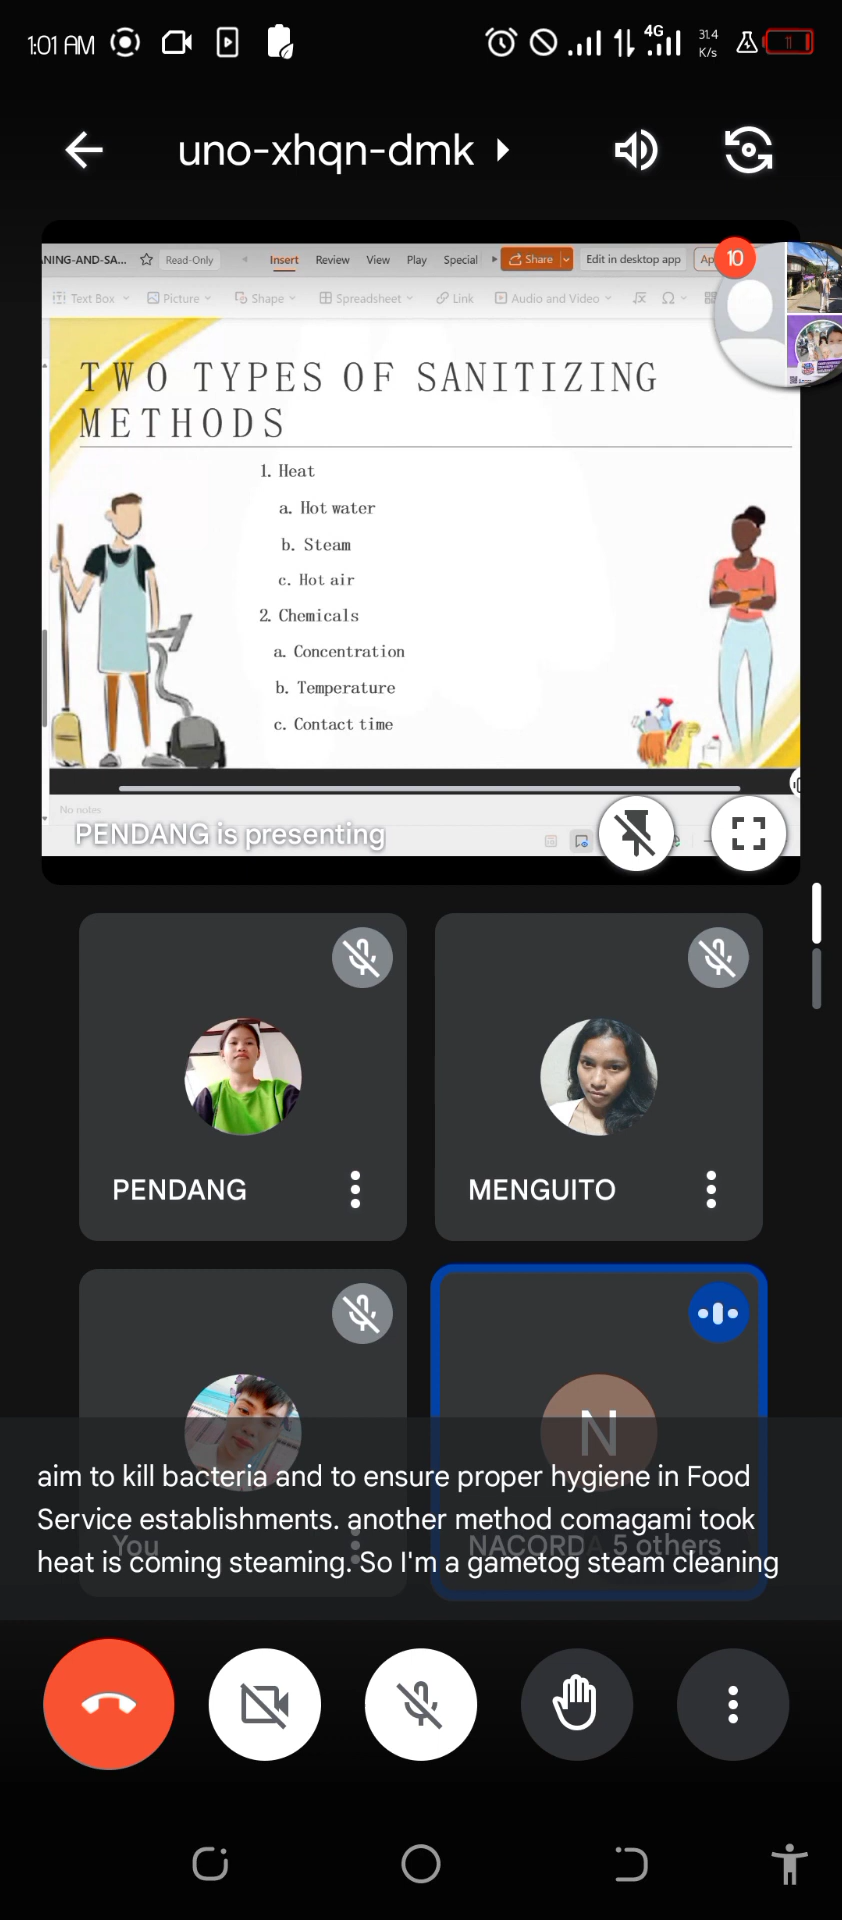 1:01 AM
4G
31.4
K/s
11
uno-xhqn-dmk
NING-AND-SA...
Read-Only
Insert
Review
View
Play
Special
Share
Edit in desktop app
Ap
10
Text Box
Picture
Shape
Spreadsheet
Link
Audio and Video
TWO TYPES OF SANITIZING
METHODS
1. Heat
a. Hot water
b. Steam
c. Hot air
2. Chemicals
a. Concentration
b. Temperature
c. Contact time
No notes
PENDANG is presenting
PENDANG
MENGUITO
N
You
NACORDA
5 others
aim to kill bacteria and to ensure proper hygiene in Food
Service establishments. another method comagami took
heat is coming steaming. So I'm a gametog steam cleaning